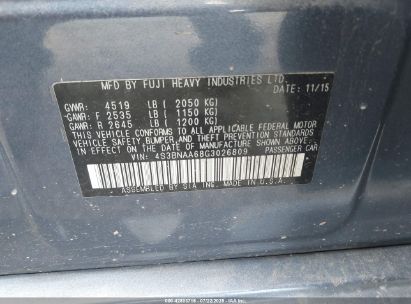 MFD BY FUJI HEAVY INDUSTRIES LTD.
DATE: 11/15
GVWR: 4519 LB ( 2050 KG)
GAWR: F 2535 LB ( 1150 KG)
GAWR: R 2645 LB ( 1200 KG)
THIS VEHICLE CONFORMS TO ALL APPLICABLE FEDERAL MOTOR
VEHICLE SAFETY, BUMPER, AND THEFT PREVENTION STANDARDS
IN EFFECT ON THE DATE OF MANUFACTURE SHOWN ABOVE.
VIN: 4S3BNAA68G3026809 PASSENGER CAR
ASSEMBLED BY SIA IN U.S.A.